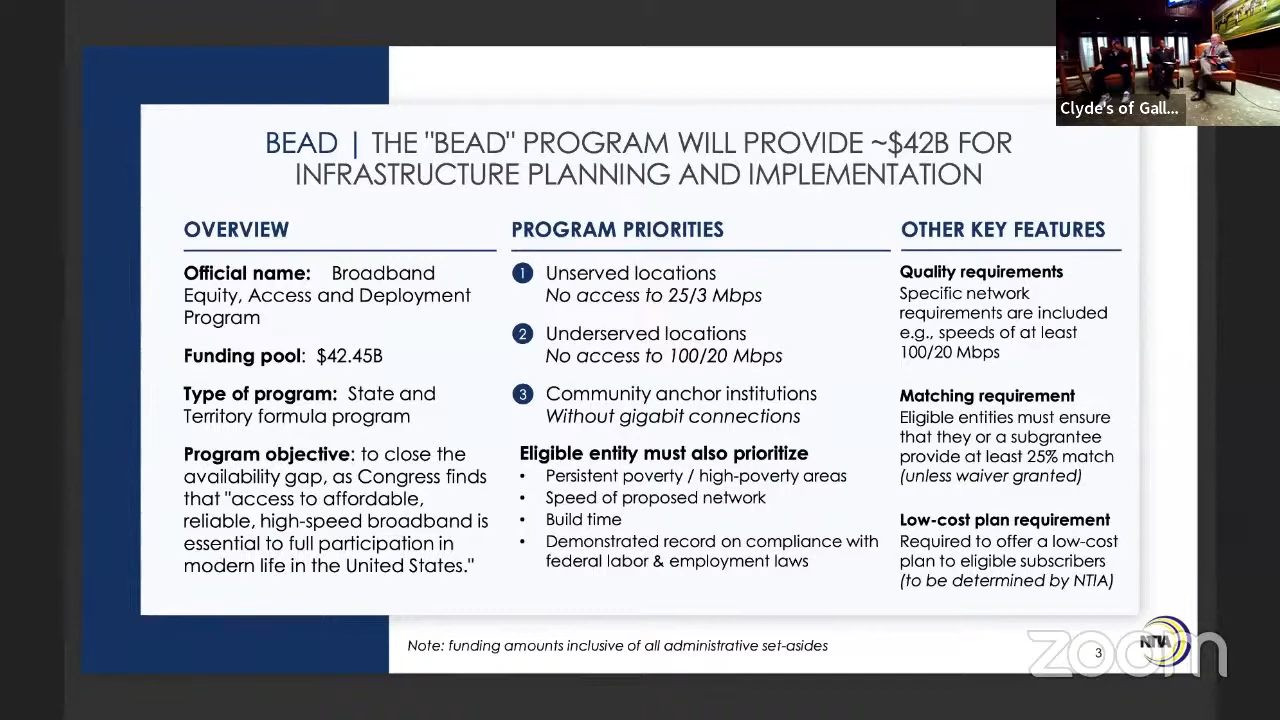 Clyde's of Gall...
BEAD | THE "BEAD" PROGRAM WILL PROVIDE ~$42B FOR
INFRASTRUCTURE PLANNING AND IMPLEMENTATION
OVERVIEW
Official name: Broadband
Equity, Access and Deployment
Program
Funding pool: $42.45B
Type of program: State and
Territory formula program
Program objective: to close the
availability gap, as Congress finds
that "access to affordable,
reliable, high-speed broadband is
essential to full participation in
modern life in the United States."
PROGRAM PRIORITIES
1 Unserved locations
No access to 25/3 Mbps
2 Underserved locations
No access to 100/20 Mbps
3 Community anchor institutions
Without gigabit connections
Eligible entity must also prioritize
• Persistent poverty / high-poverty areas
• Speed of proposed network
• Build time
• Demonstrated record on compliance with
federal labor & employment laws
OTHER KEY FEATURES
Quality requirements
Specific network
requirements are included
e.g., speeds of at least
100/20 Mbps
Matching requirement
Eligible entities must ensure
that they or a subgrantee
provide at least 25% match
(unless waiver granted)
Low-cost plan requirement
Required to offer a low-cost
plan to eligible subscribers
(to be determined by NTIA)
Note: funding amounts inclusive of all administrative set-asides
3
NTIA
zoom